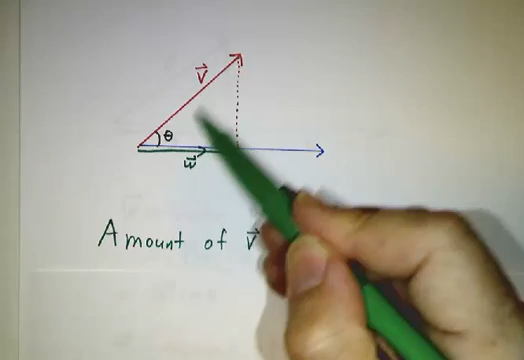 v⃗
θ
w⃗
Amount of v⃗